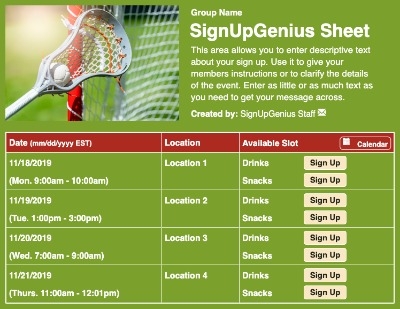 Group Name
SignUpGenius Sheet
This area allows you to enter descriptive text
about your sign up. Use it to give your
members instructions or to clarify the details
of the event. Enter as little or as much text as
you need to get your message across.
Created by: SignUpGenius Staff
Date (mm/dd/yyyy EST) Location Available Slot Calendar
11/18/2019 Location 1 Drinks Sign Up
(Mon. 9:00am - 10:00am) Snacks Sign Up
11/19/2019 Location 2 Drinks Sign Up
(Tue. 1:00pm - 3:00pm) Snacks Sign Up
11/20/2019 Location 3 Drinks Sign Up
(Wed. 7:00am - 9:00am) Snacks Sign Up
11/21/2019 Location 4 Drinks Sign Up
(Thurs. 11:00am - 12:01pm) Snacks Sign Up